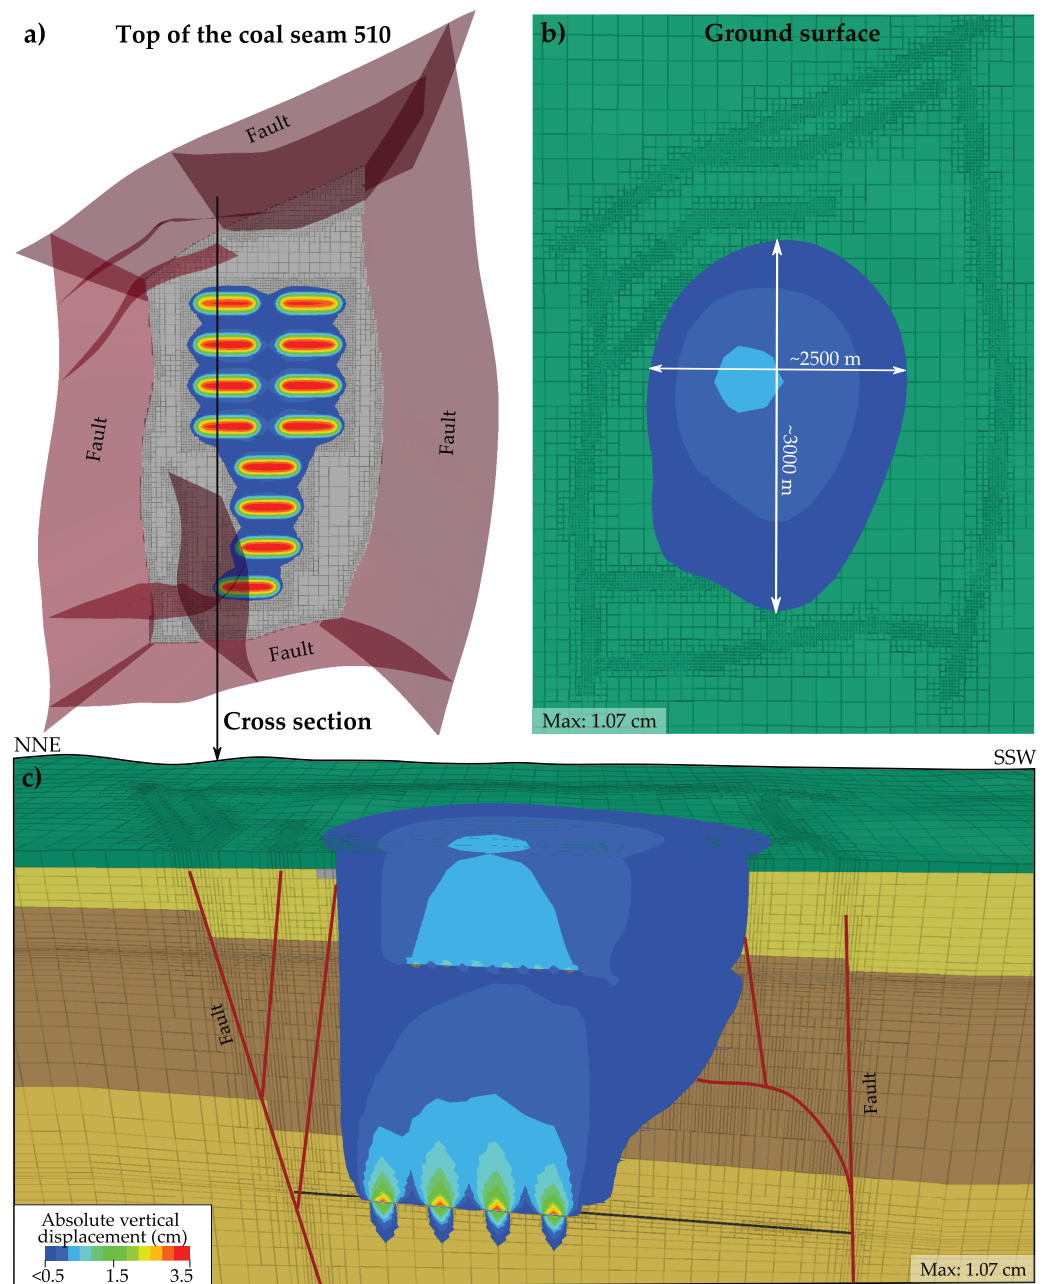 a)
Top of the coal seam 510
Fault
Fault
Fault
Fault
b)
Ground surface
~2500 m
~3000 m
Max: 1.07 cm
Cross section
NNE
SSW
c)
Fault
Fault
Absolute vertical
displacement (cm)
<0.5 1.5 3.5
Max: 1.07 cm